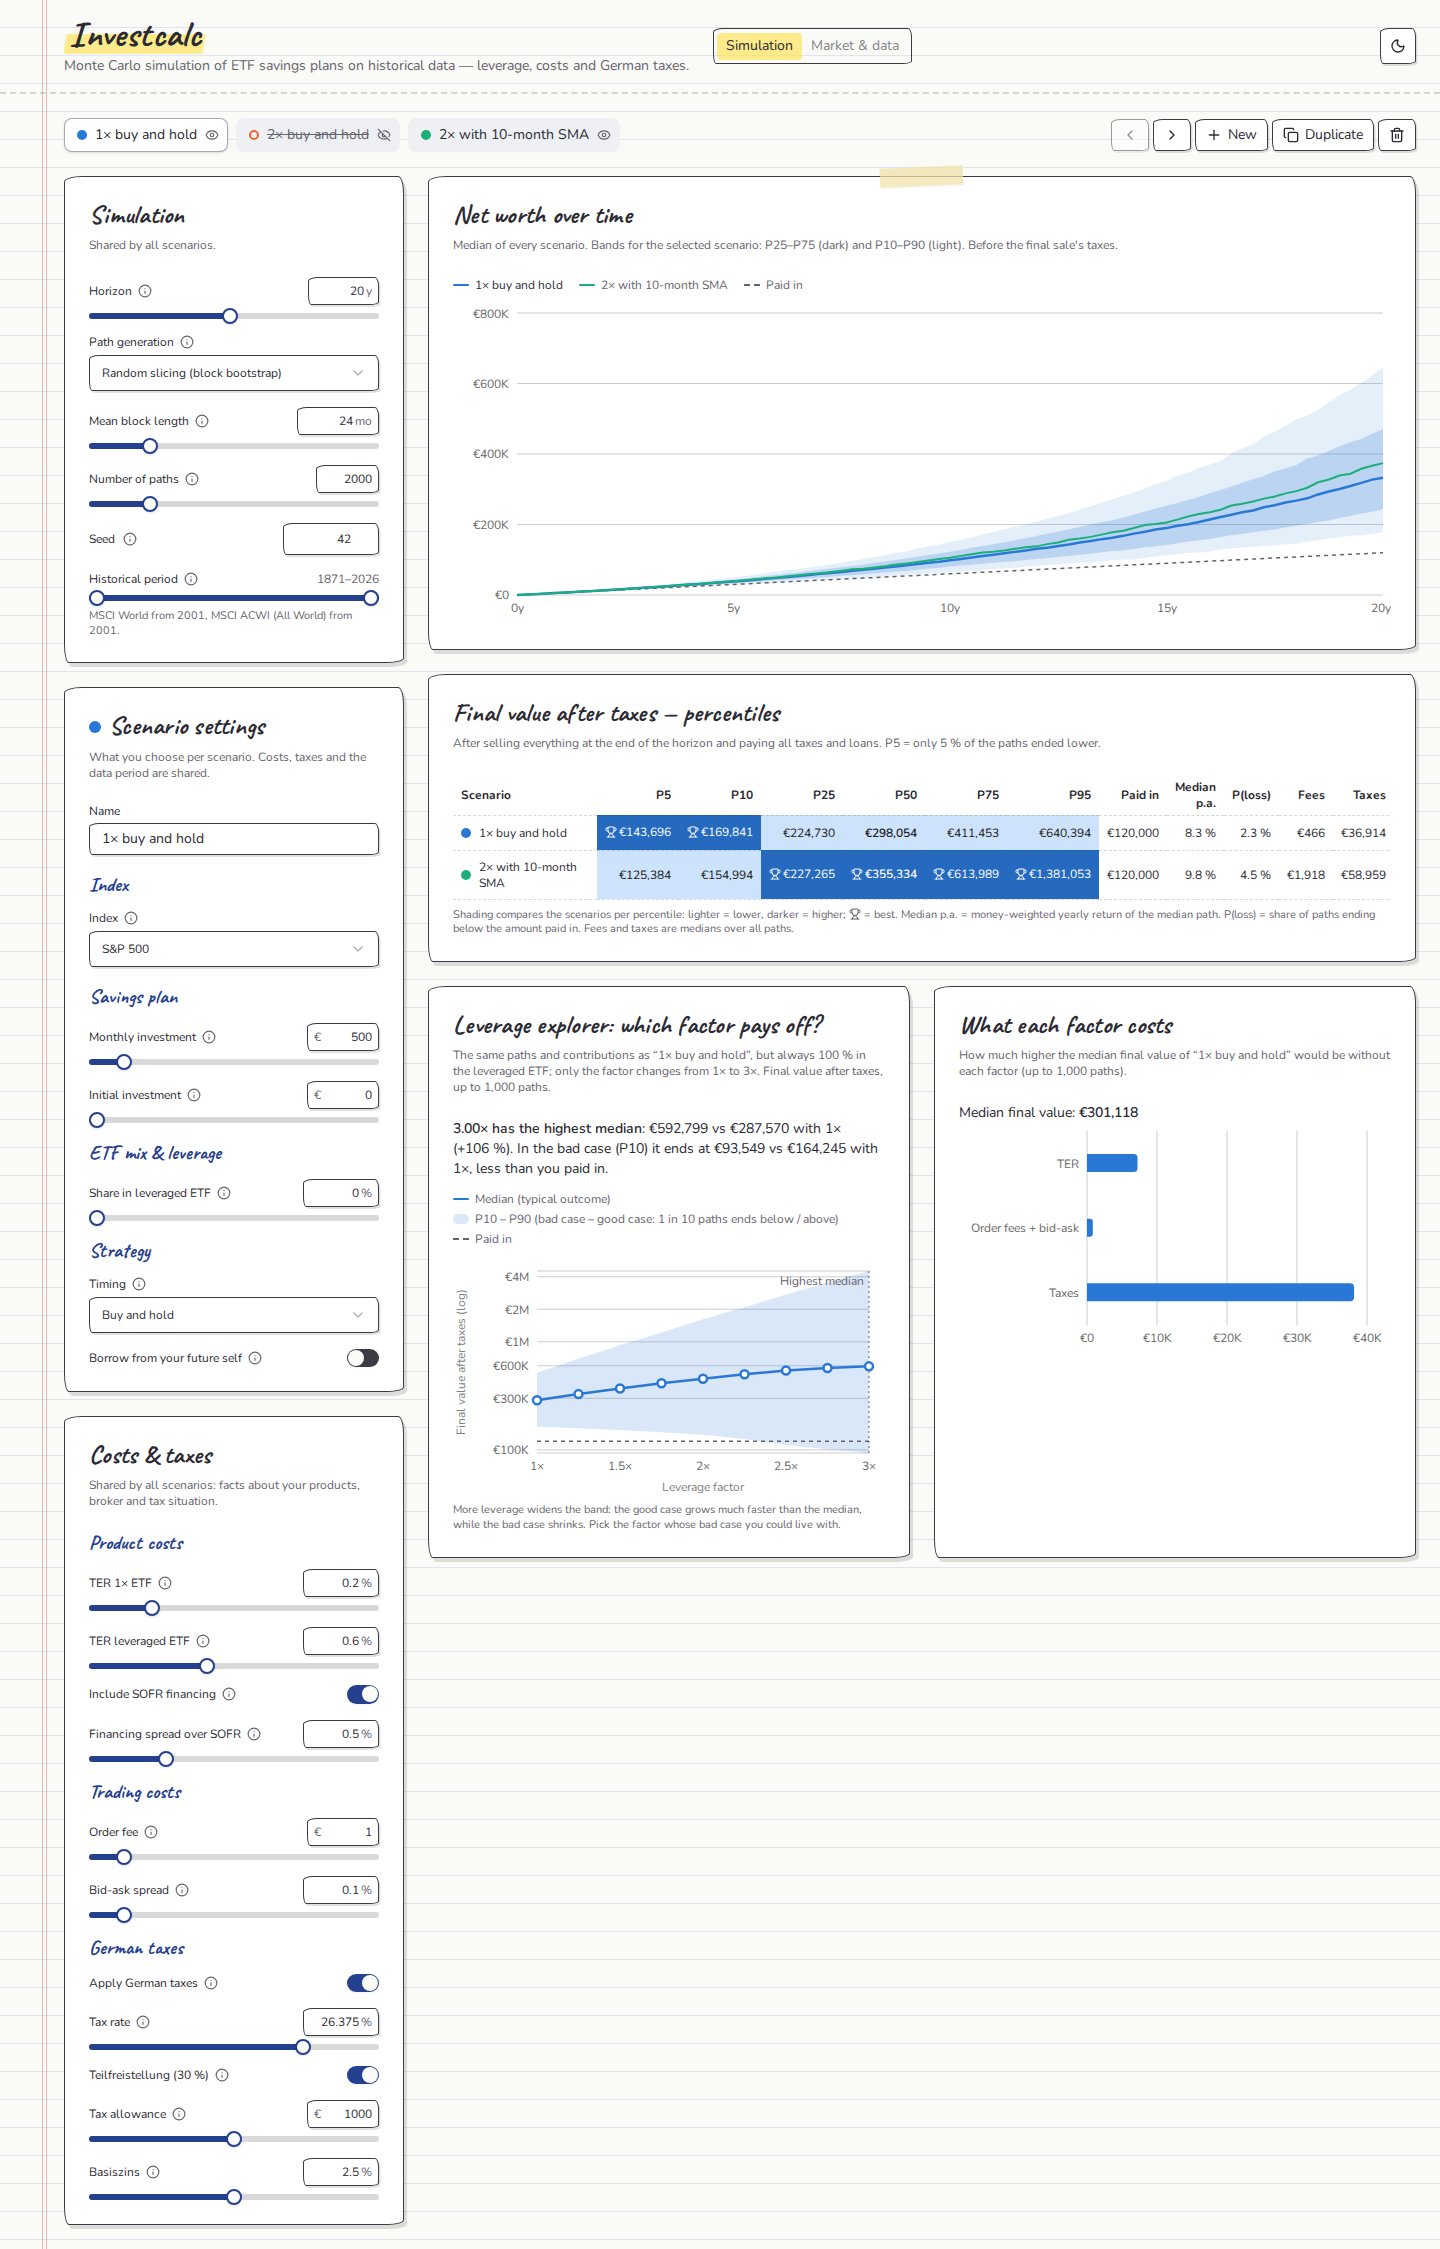 Investcalc
Monte Carlo simulation of ETF savings plans on historical data — leverage, costs and German taxes.
Simulation Market & data
1× buy and hold 2× buy and hold 2× with 10-month SMA
New Duplicate
Simulation
Shared by all scenarios.
Horizon 20 y
Path generation
Random slicing (block bootstrap)
Mean block length 24 mo
Number of paths 2000
Seed 42
Historical period 1871–2026
MSCI World from 2001, MSCI ACWI (All World) from
2001.
Scenario settings
What you choose per scenario. Costs, taxes and the
data period are shared.
Name
1× buy and hold
Index
Index
S&P 500
Savings plan
Monthly investment € 500
Initial investment € 0
ETF mix & leverage
Share in leveraged ETF 0 %
Strategy
Timing
Buy and hold
Borrow from your future self
Costs & taxes
Shared by all scenarios: facts about your products,
broker and tax situation.
Product costs
TER 1× ETF 0.2 %
TER leveraged ETF 0.6 %
Include SOFR financing
Financing spread over SOFR 0.5 %
Trading costs
Order fee € 1
Bid-ask spread 0.1 %
German taxes
Apply German taxes
Tax rate 26.375 %
Teilfreistellung (30 %)
Tax allowance € 1000
Basiszins 2.5 %
Net worth over time
Median of every scenario. Bands for the selected scenario: P25–P75 (dark) and P10–P90 (light). Before the final sale's taxes.
1× buy and hold 2× with 10-month SMA Paid in
€800K
€600K
€400K
€200K
€0
0y 5y 10y 15y 20y
Final value after taxes — percentiles
After selling everything at the end of the horizon and paying all taxes and loans. P5 = only 5 % of the paths ended lower.
Scenario P5 P10 P25 P50 P75 P95 Paid in Median p.a. P(loss) Fees Taxes
1× buy and hold €143,696 €169,841 €224,730 €298,054 €411,453 €640,394 €120,000 8.3 % 2.3 % €466 €36,914
2× with 10-month SMA €125,384 €154,994 €227,265 €355,334 €613,989 €1,381,053 €120,000 9.8 % 4.5 % €1,918 €58,959
Shading compares the scenarios per percentile: lighter = lower, darker = higher; = best. Median p.a. = money-weighted yearly return of the median path. P(loss) = share of paths ending
below the amount paid in. Fees and taxes are medians over all paths.
Leverage explorer: which factor pays off?
The same paths and contributions as “1× buy and hold”, but always 100 % in
the leveraged ETF; only the factor changes from 1× to 3×. Final value after taxes,
up to 1,000 paths.
3.00× has the highest median: €592,799 vs €287,570 with 1×
(+106 %). In the bad case (P10) it ends at €93,549 vs €164,245 with
1×, less than you paid in.
Median (typical outcome)
P10 – P90 (bad case – good case: 1 in 10 paths ends below / above)
Paid in
Highest median
Final value after taxes (log)
€4M
€2M
€1M
€600K
€300K
€100K
1× 1.5× 2× 2.5× 3×
Leverage factor
More leverage widens the band: the good case grows much faster than the median,
while the bad case shrinks. Pick the factor whose bad case you could live with.
What each factor costs
How much higher the median final value of “1× buy and hold” would be without
each factor (up to 1,000 paths).
Median final value: €301,118
TER
Order fees + bid-ask
Taxes
€0 €10K €20K €30K €40K